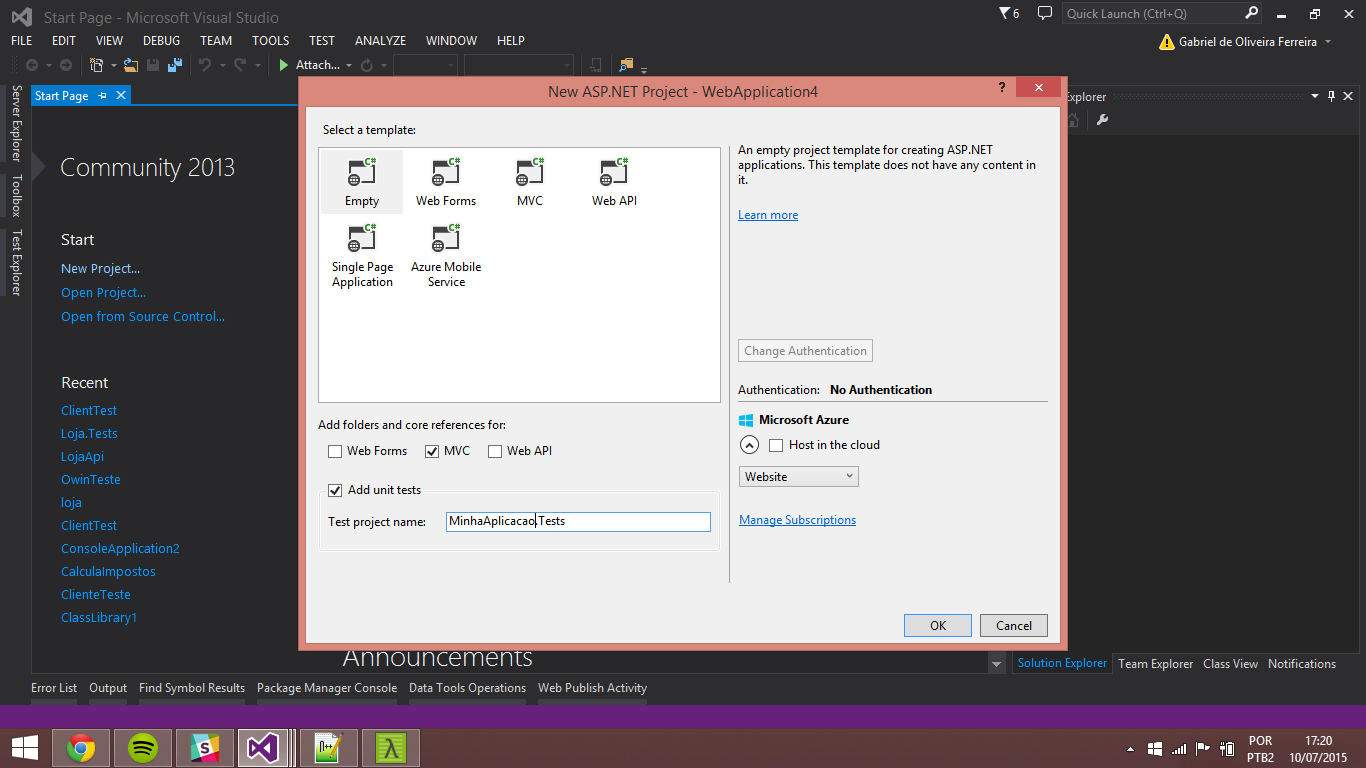 Start Page - Microsoft Visual Studio
6
Quick Launch (Ctrl+Q)
FILE EDIT VIEW DEBUG TEAM TOOLS TEST ANALYZE WINDOW HELP
Gabriel de Oliveira Ferreira
Attach...
Server Explorer
Toolbox
Test Explorer
Start Page
Community 2013
Start
New Project...
Open Project...
Open from Source Control...
Recent
ClientTest
Loja.Tests
LojaApi
OwinTeste
loja
ClientTest
ConsoleApplication2
CalculaImpostos
ClienteTeste
ClassLibrary1
Announcements
New ASP.NET Project - WebApplication4
?
Select a template:
C# C# C# C#
Empty Web Forms MVC Web API
C# C#
Single Page Application
Azure Mobile Service
Add folders and core references for:
Web Forms MVC Web API
Add unit tests
Test project name: MinhaAplicacao.Tests
An empty project template for creating ASP.NET
applications. This template does not have any content in
it.
Learn more
Change Authentication
Authentication: No Authentication
Microsoft Azure
Host in the cloud
Website
Manage Subscriptions
OK Cancel
Explorer
Solution Explorer Team Explorer Class View Notifications
Error List Output Find Symbol Results Package Manager Console Data Tools Operations Web Publish Activity
POR
PTB2
17:20
10/07/2015